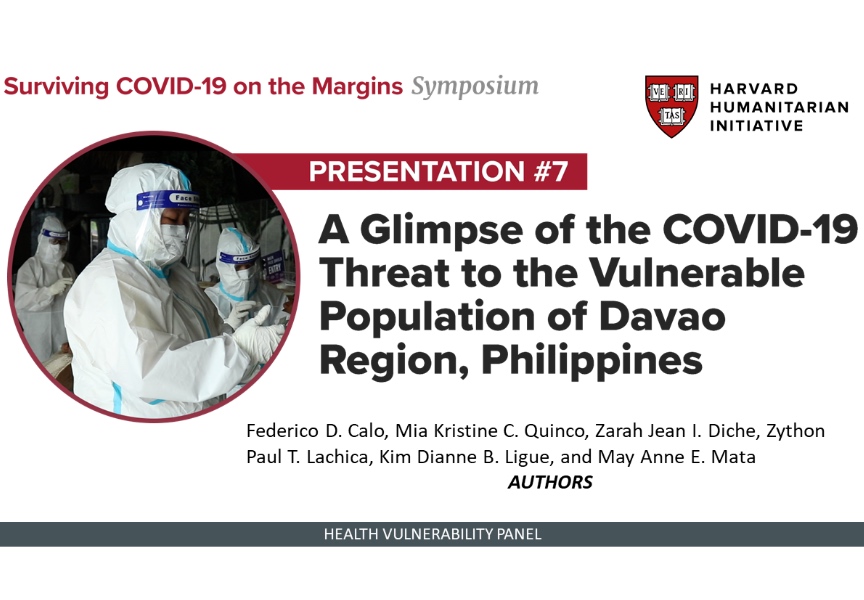 Surviving COVID-19 on the Margins Symposium
VE RI
TAS
HARVARD
HUMANITARIAN
INITIATIVE
PRESENTATION #7
A Glimpse of the COVID-19
Threat to the Vulnerable
Population of Davao
Region, Philippines
ENTRY
Federico D. Calo, Mia Kristine C. Quinco, Zarah Jean I. Diche, Zython
Paul T. Lachica, Kim Dianne B. Ligue, and May Anne E. Mata
AUTHORS
HEALTH VULNERABILITY PANEL